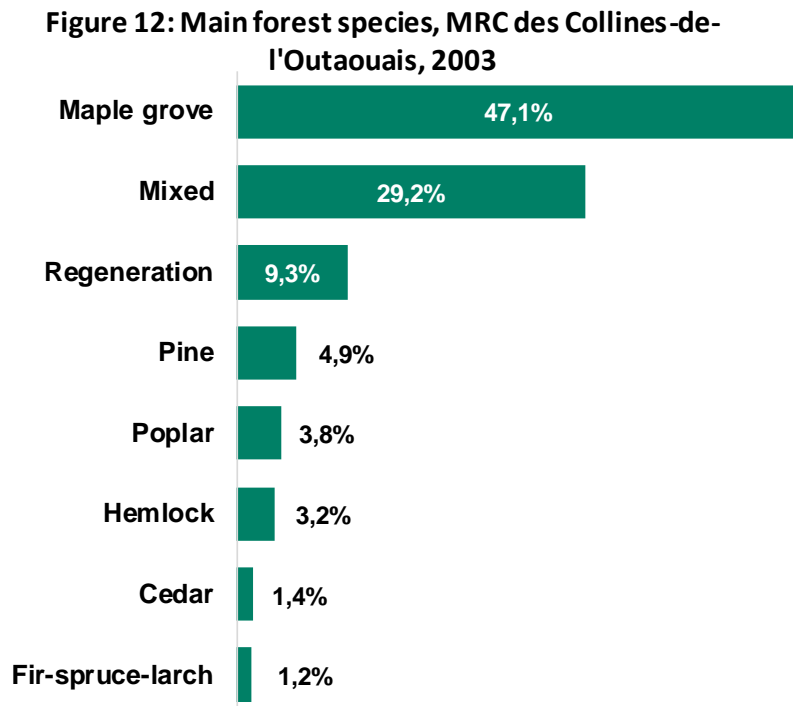 Figure 12: Main forest species, MRC des Collines-de-
l'Outaouais, 2003
Maple grove 47,1%
Mixed 29,2%
Regeneration 9,3%
Pine 4,9%
Poplar 3,8%
Hemlock 3,2%
Cedar 1,4%
Fir-spruce-larch 1,2%